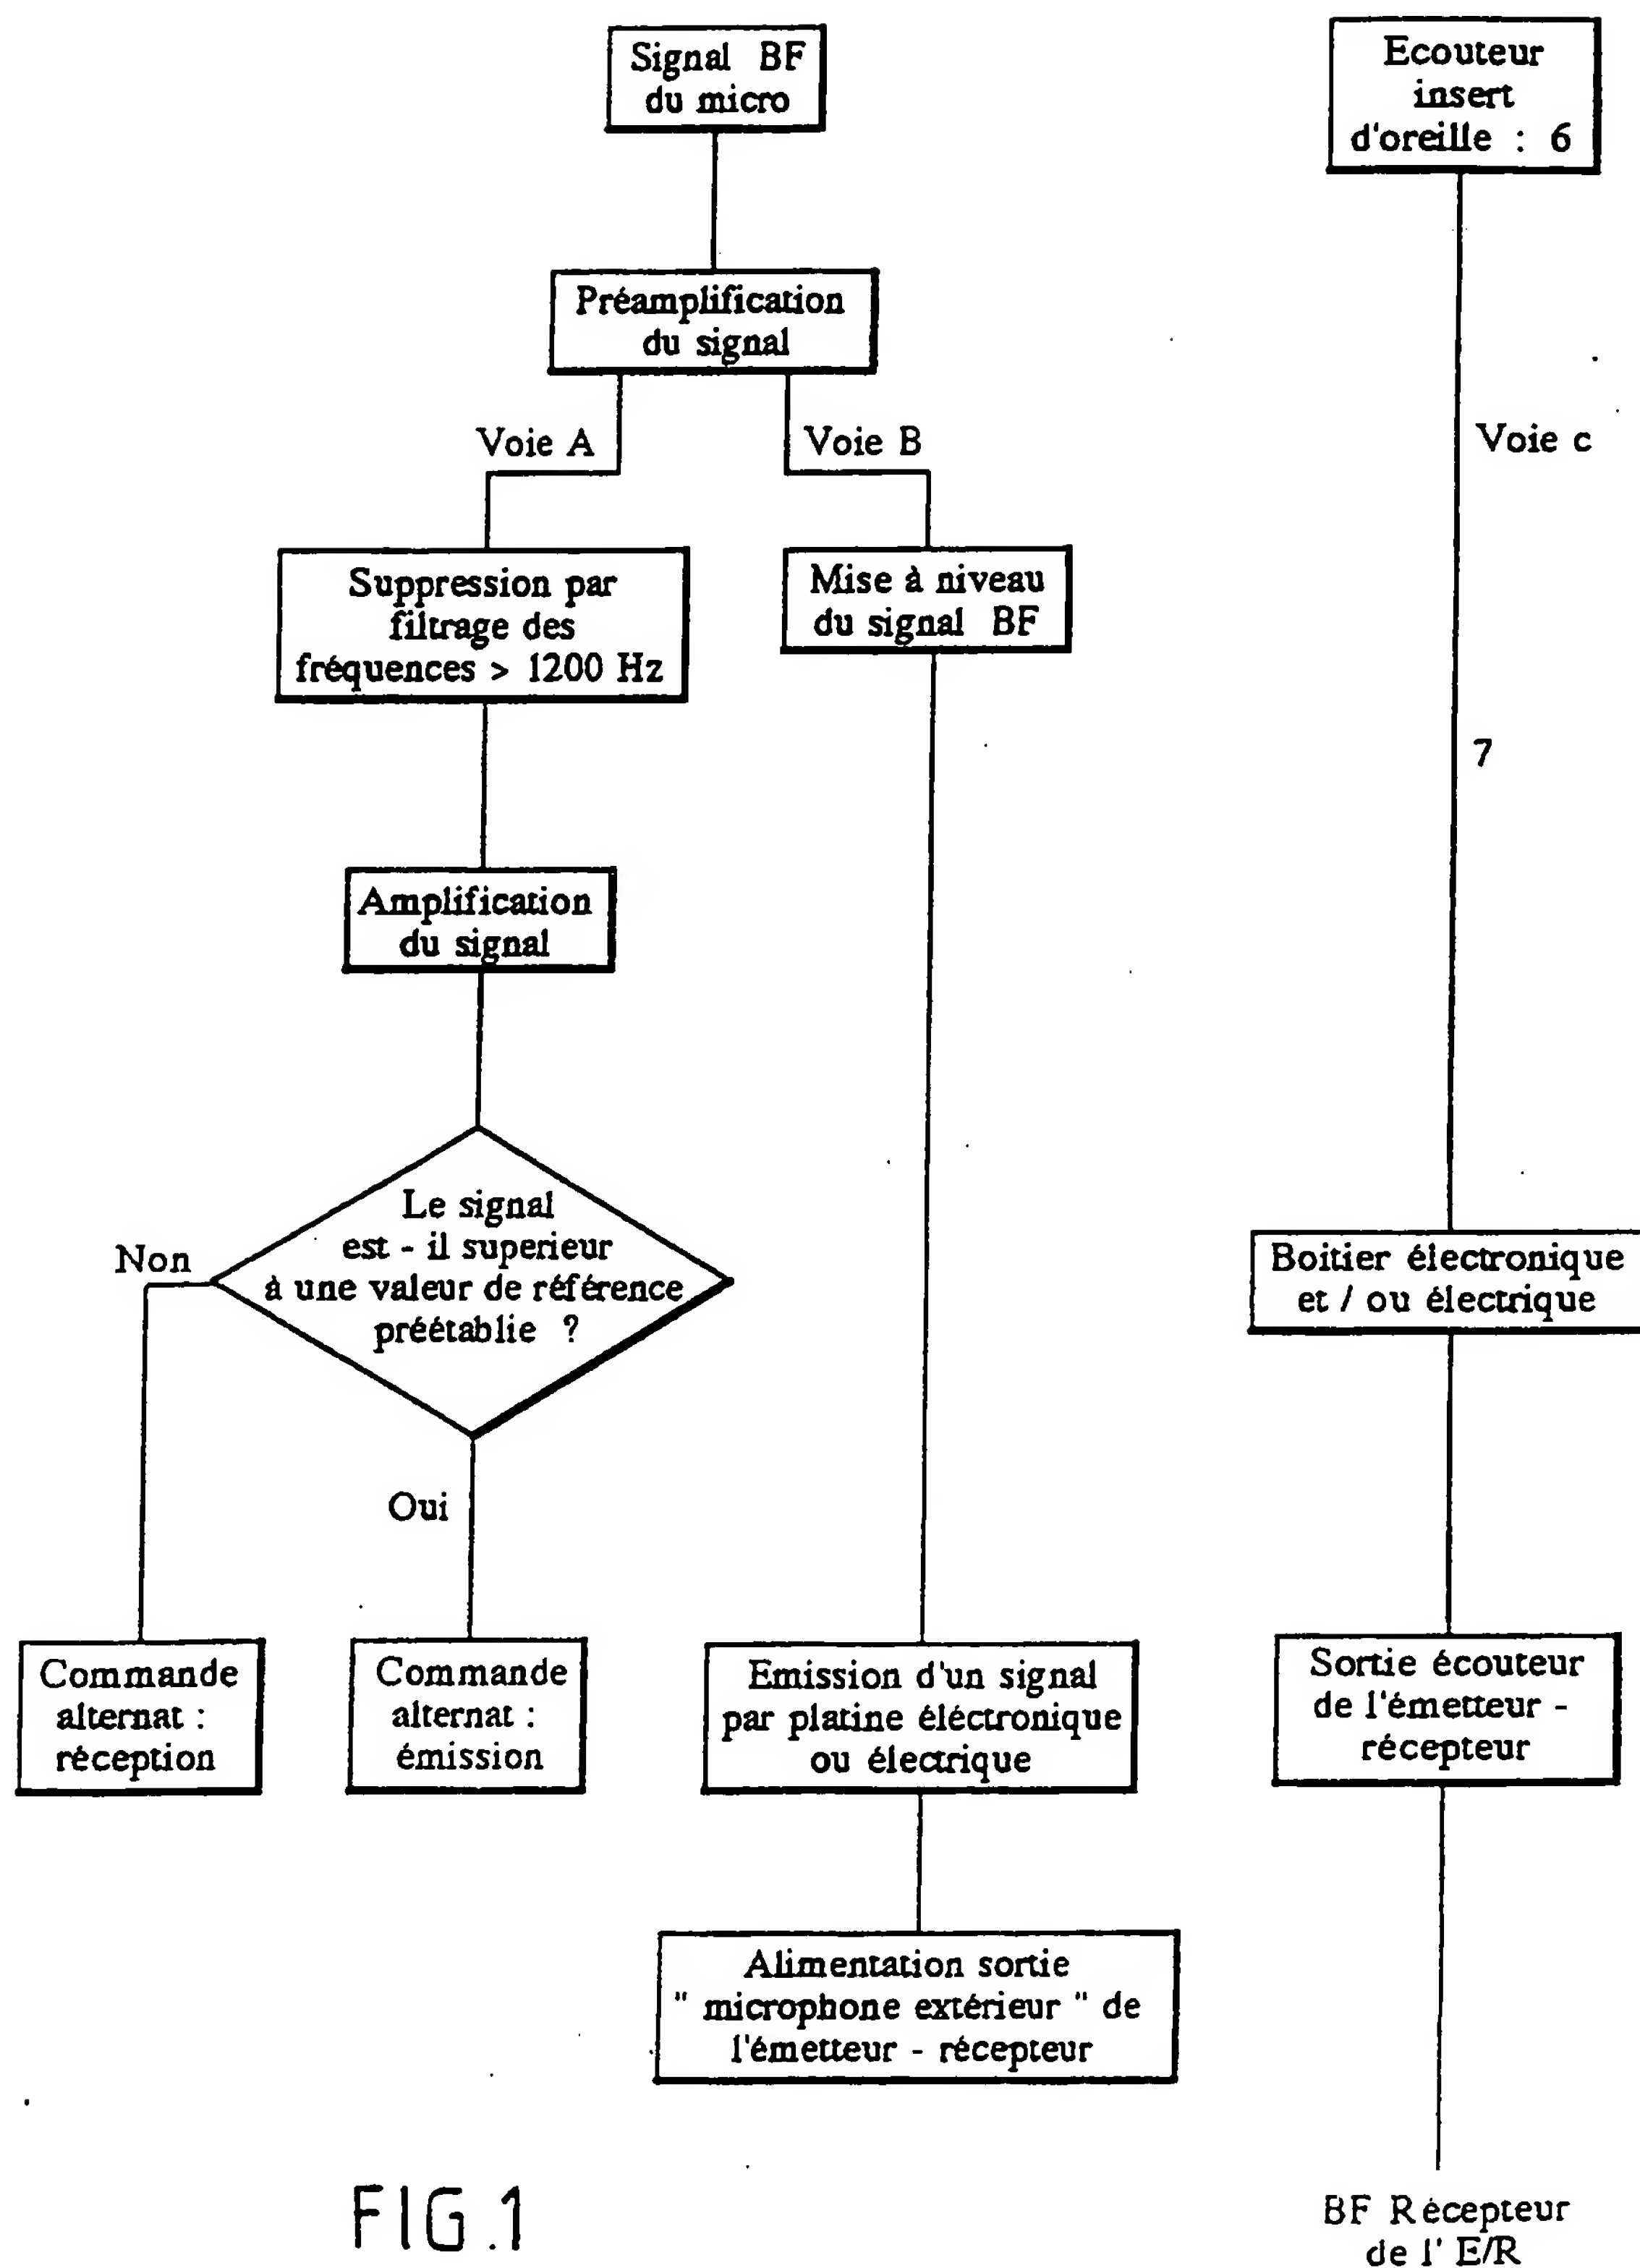 Signal BF
du micro
Préamplification
du signal
Voie A
Voie B
Suppression par
filtrage des
fréquences > 1200 Hz
Mise à niveau
du signal BF
Amplification
du signal
Le signal
est - il superieur
à une valeur de référence
préétablie ?
Non
Oui
Commande
alternat :
réception
Commande
alternat :
émission
Emission d'un signal
par platine éléctronique
ou électrique
Alimentation sortie
" microphone extérieur " de
l'émetteur - récepteur
Ecouteur
insert
d'oreille : 6
Voie c
7
Boitier électronique
et / ou électrique
Sortie écouteur
de l'émetteur -
récepteur
BF Récepteur
de l' E/R
FIG.1